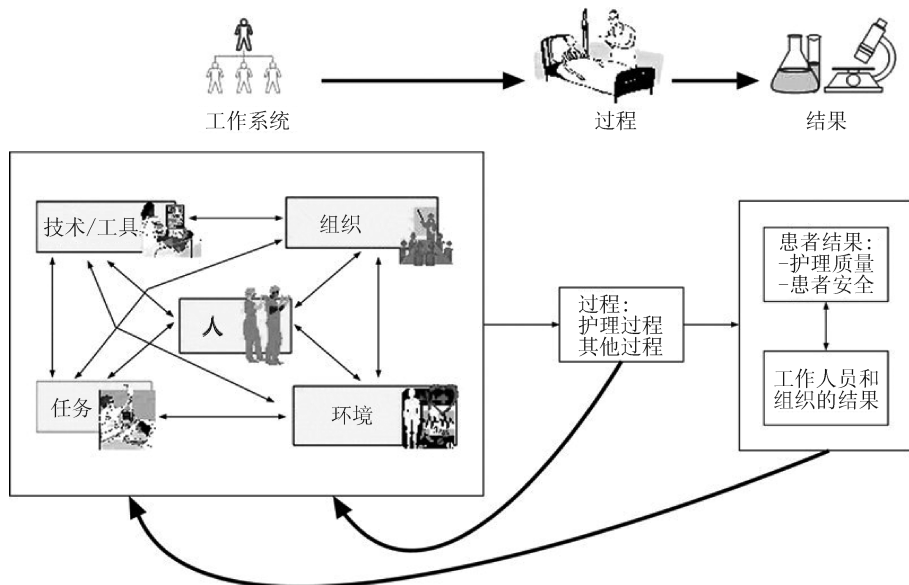 工作系统
过程
结果
技术/工具
组织
人
任务
环境
过程:
护理过程
其他过程
患者结果:
-护理质量
-患者安全
工作人员和
组织的结果